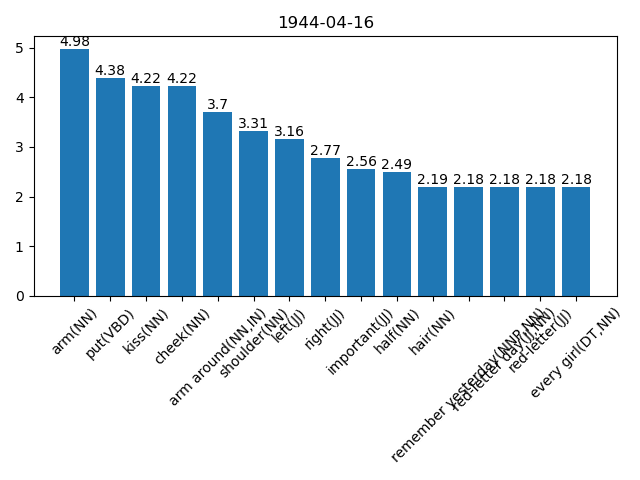 1944-04-16
5
4
3
2
1
0
4.98
4.38
4.22
4.22
3.7
3.31
3.16
2.77
2.56
2.49
2.19
2.18
2.18
2.18
2.18
arm(NN)
put(VBD)
kiss(NN)
cheek(NN)
arm around(NN,IN)
shoulder(NN)
left(JJ)
right(JJ)
important(JJ)
half(NN)
hair(NN)
remember yesterday(NNP,NN)
red-letter day(JJ,NN)
red-letter(JJ)
every girl(DT,NN)